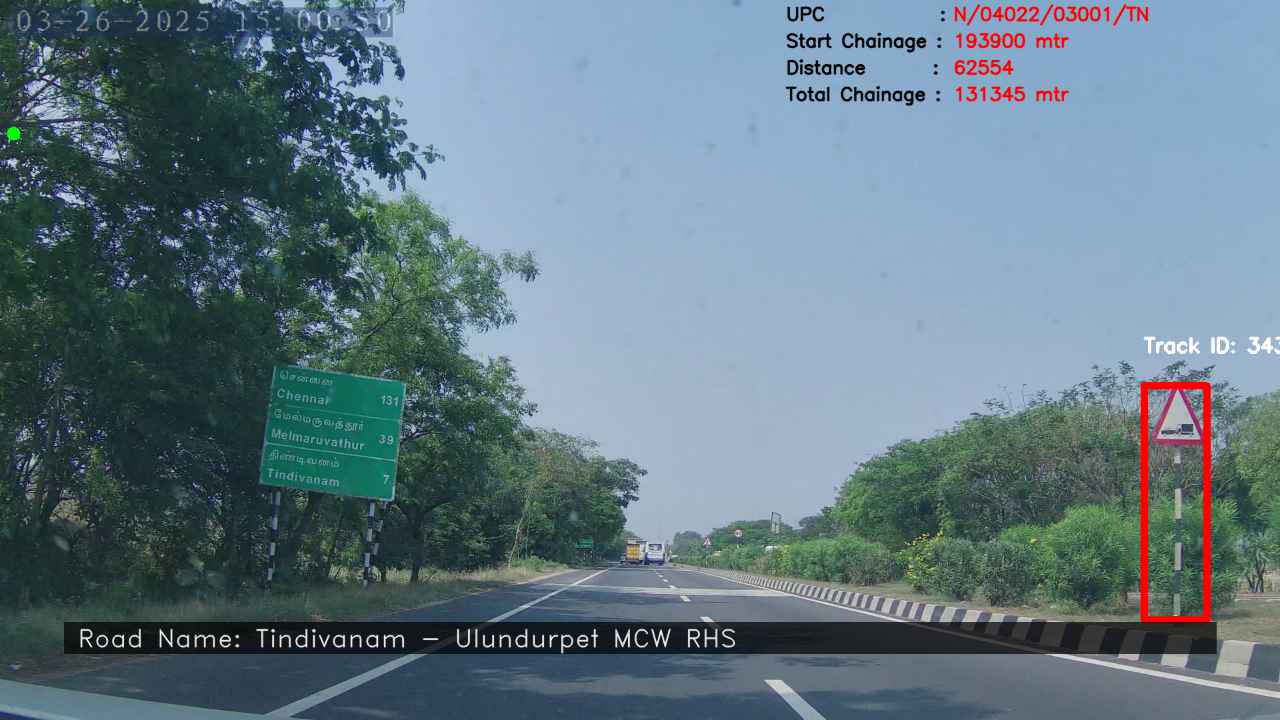 03-26-2025 15:00:50
UPC : N/04022/03001/TN
Start Chainage : 193900 mtr
Distance : 62554
Total Chainage : 131345 mtr
Track ID: 343
சென்னை
Chennai 131
மேல்மருவத்தூர்
Melmaruvathur 39
திண்டிவனம்
Tindivanam 7
Road Name: Tindivanam - Ulundurpet MCW RHS